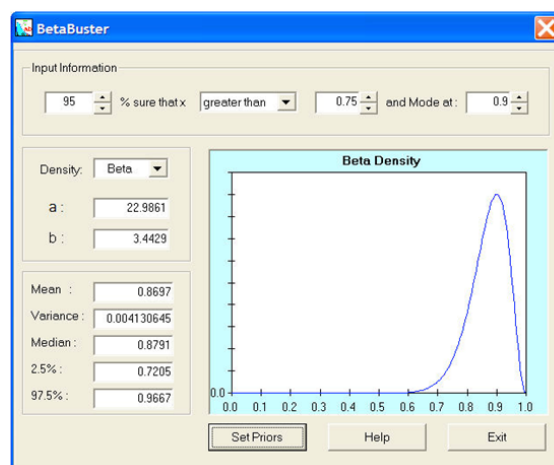 BetaBuster
Input Information
95 % sure that x greater than 0.75 and Mode at : 0.9
Density: Beta
a : 22.9861
b : 3.4429
Mean : 0.8697
Variance : 0.004130645
Median : 0.8791
2.5% : 0.7205
97.5% : 0.9667
Beta Density
0.0
0.0 0.1 0.2 0.3 0.4 0.5 0.6 0.7 0.8 0.9 1.0
Set Priors Help Exit